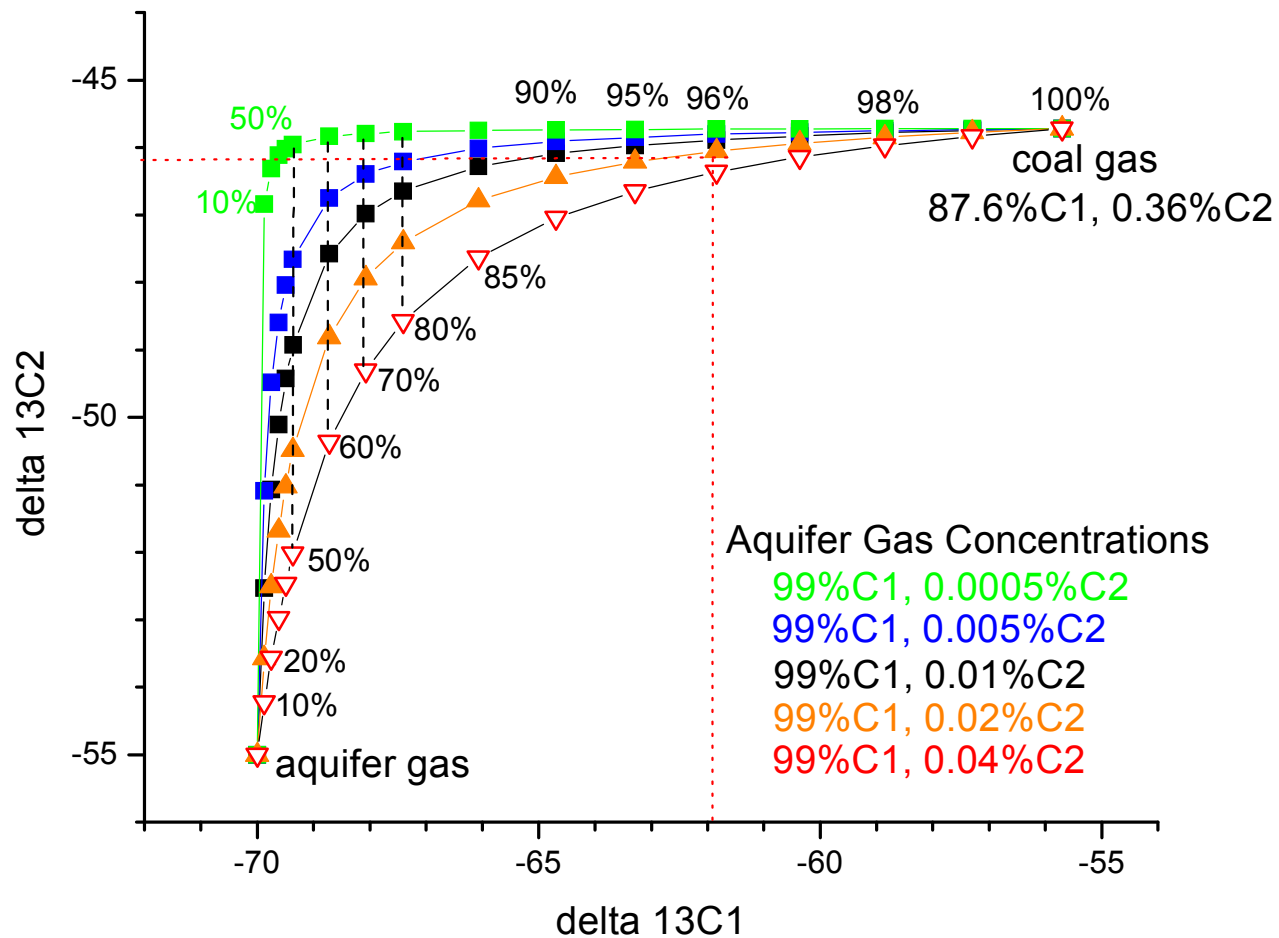 -45
50%
90%
95%
96%
98%
100%
10%
coal gas
87.6%C1, 0.36%C2
85%
80%
70%
-50
60%
delta 13C2
50%
20%
10%
-55
aquifer gas
Aquifer Gas Concentrations
99%C1, 0.0005%C2
99%C1, 0.005%C2
99%C1, 0.01%C2
99%C1, 0.02%C2
99%C1, 0.04%C2
-70
-65
-60
-55
delta 13C1